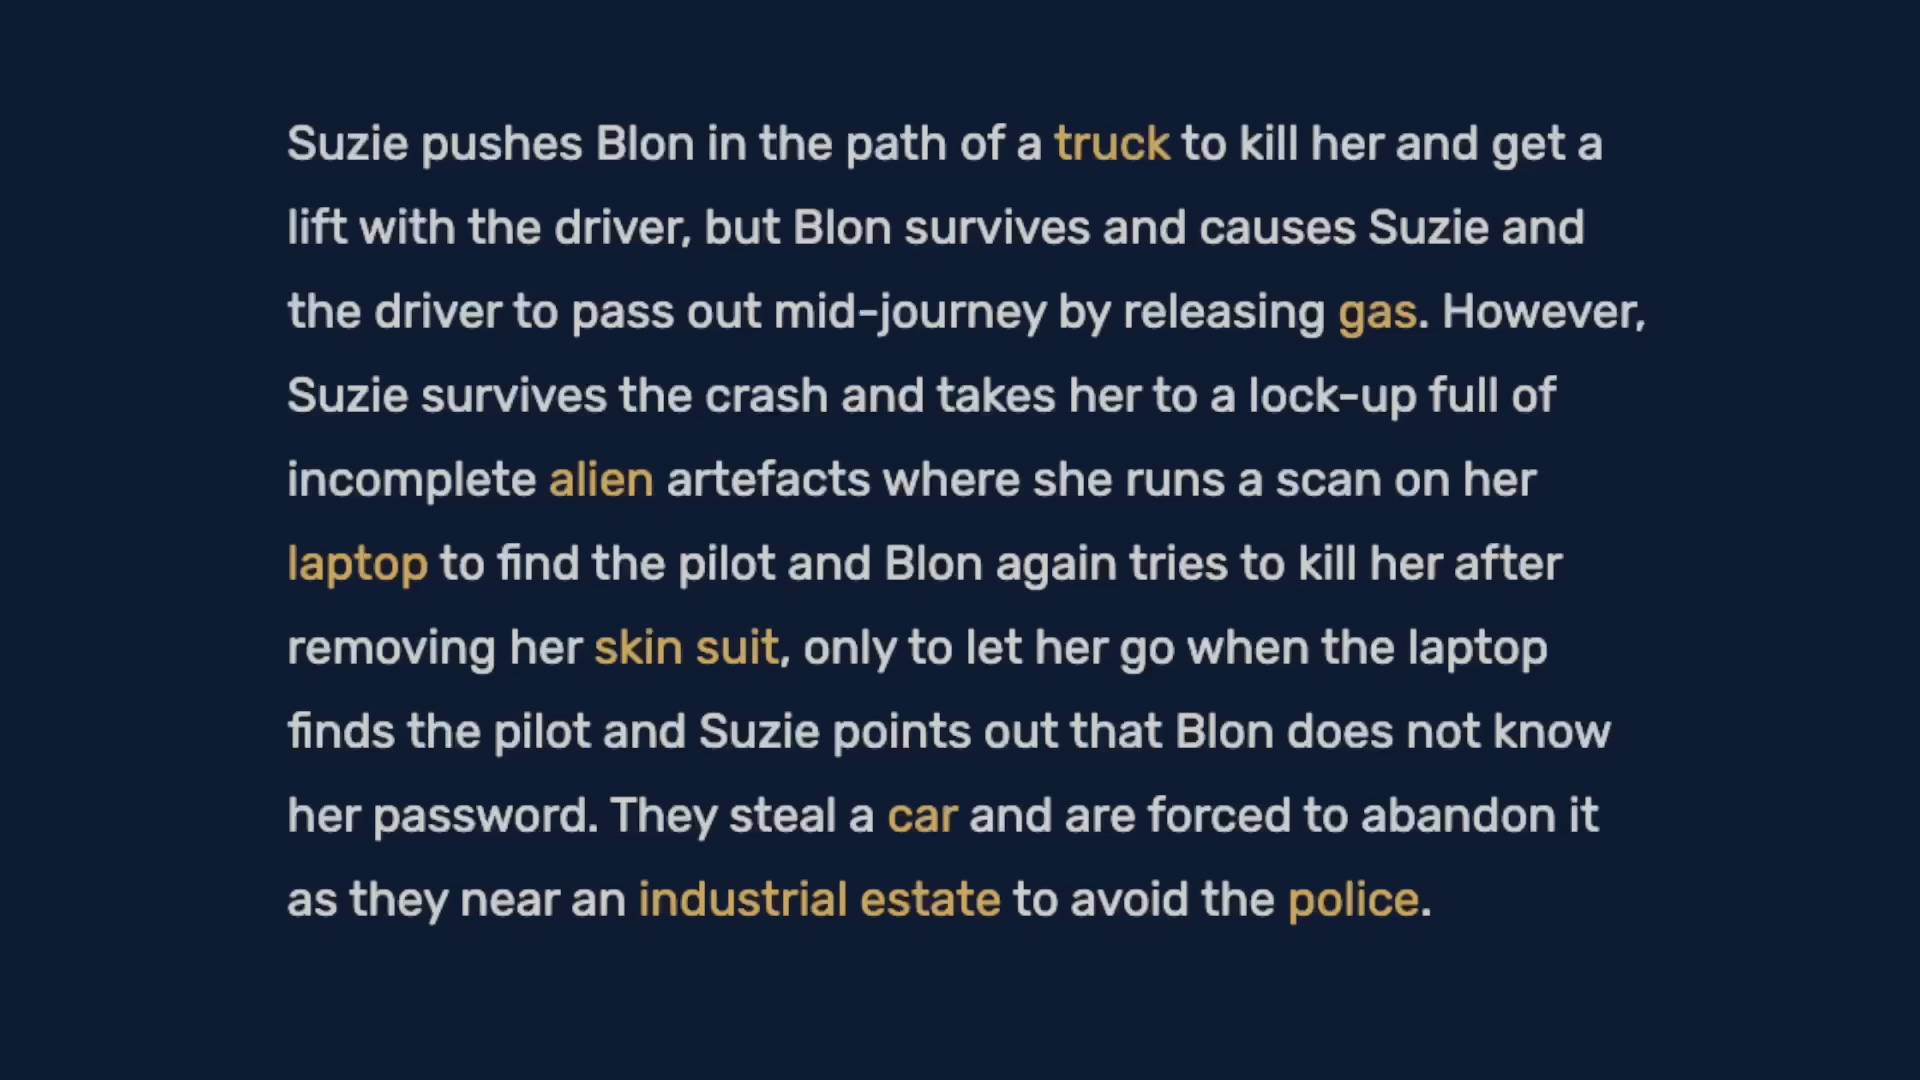 Suzie pushes Blon in the path of a truck to kill her and get a
lift with the driver, but Blon survives and causes Suzie and
the driver to pass out mid-journey by releasing gas. However,
Suzie survives the crash and takes her to a lock-up full of
incomplete alien artefacts where she runs a scan on her
laptop to find the pilot and Blon again tries to kill her after
removing her skin suit, only to let her go when the laptop
finds the pilot and Suzie points out that Blon does not know
her password. They steal a car and are forced to abandon it
as they near an industrial estate to avoid the police.